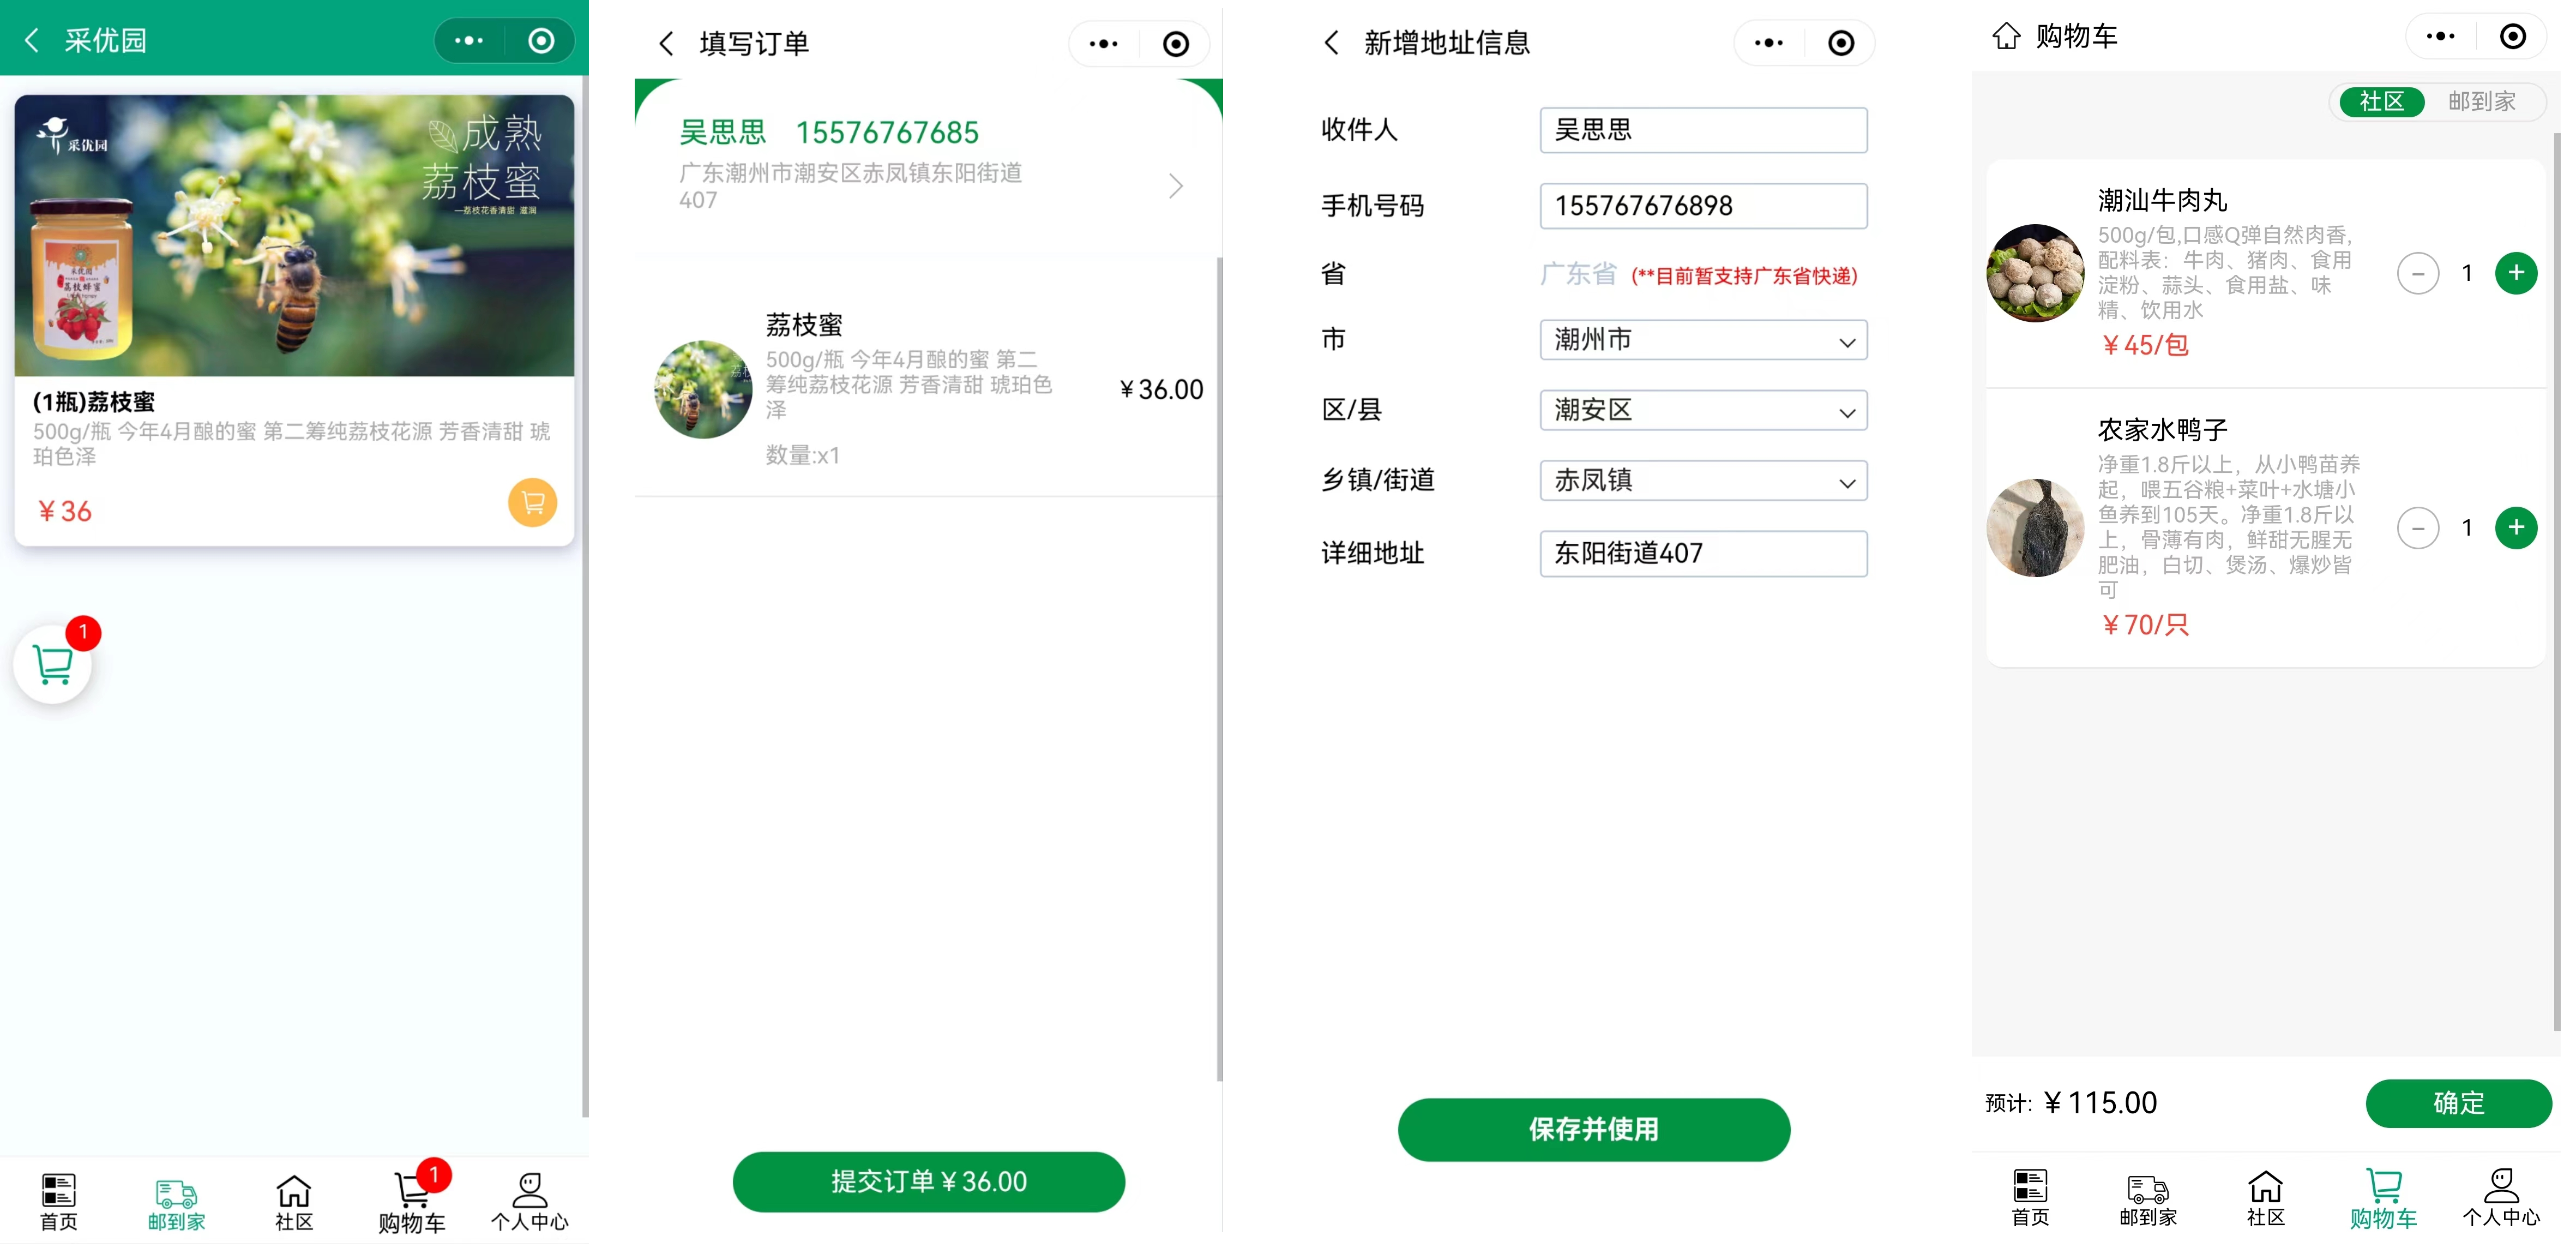 采优园
采优园
成熟
荔枝蜜
—荔枝花香清甜 滋润
采优园
荔枝蜂蜜
(1瓶)荔枝蜜
500g/瓶 今年4月酿的蜜 第二筹纯荔枝花源 芳香清甜 琥
珀色泽
￥36
1
首页
邮到家
社区
1
购物车
个人中心
填写订单
吴思思 15576767685
广东潮州市潮安区赤凤镇东阳街道
407
荔枝蜜
500g/瓶 今年4月酿的蜜 第二
筹纯荔枝花源 芳香清甜 琥珀色
泽
￥36.00
数量:x1
提交订单￥36.00
新增地址信息
收件人 吴思思
手机号码 155767676898
省 广东省 (**目前暂支持广东省快递)
市 潮州市
区/县 潮安区
乡镇/街道 赤凤镇
详细地址 东阳街道407
保存并使用
购物车
社区 邮到家
潮汕牛肉丸
500g/包,口感Q弹自然肉香,
配料表：牛肉、猪肉、食用
淀粉、蒜头、食用盐、味
精、饮用水
￥45/包
1
农家水鸭子
净重1.8斤以上，从小鸭苗养
起，喂五谷粮+菜叶+水塘小
鱼养到105天。净重1.8斤以
上，骨薄有肉，鲜甜无腥无
肥油，白切、煲汤、爆炒皆
可
￥70/只
1
预计:￥115.00
确定
首页
邮到家
社区
购物车
个人中心